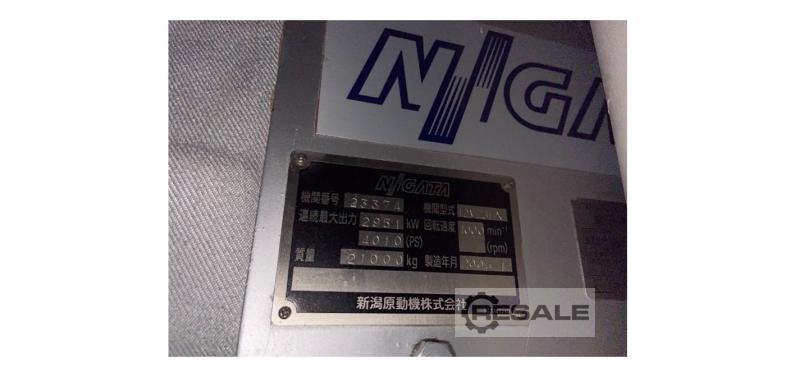 NIIGATA
NIIGATA
機関番号 23374 機関型式
連続最大出力 2951 kW 回転速度 1000 min⁻¹
4010 (PS) (rpm)
質量 21000 kg 製造年月
新潟原動機株式会社
RESALE